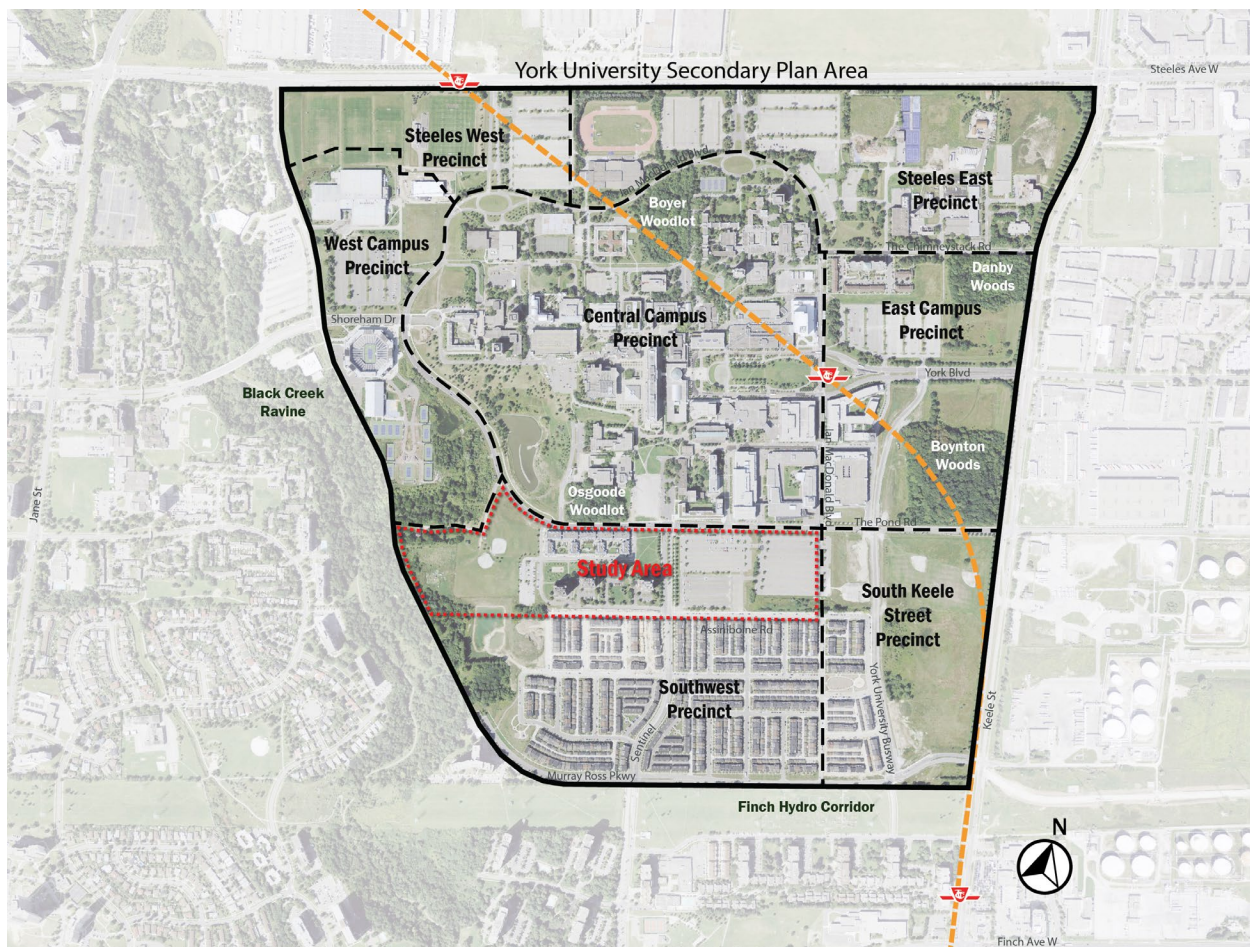 York University Secondary Plan Area
Steeles Ave W
Steeles West
Precinct
Ian MacDonald Blvd
Steeles East
Precinct
Boyer
Woodlot
West Campus
Precinct
The Chimneystack Rd
Danby
Woods
Shoreham Dr
Central Campus
Precinct
East Campus
Precinct
York Blvd
Black Creek
Ravine
Boynton
Woods
Ian MacDonald Blvd
Jane St
Osgoode
Woodlot
The Pond Rd
Study Area
South Keele
Street
Precinct
Assiniboine Rd
Southwest
Precinct
Sentinel
York University Busway
Keele St
Murray Ross Pkwy
Finch Hydro Corridor
N
Finch Ave W